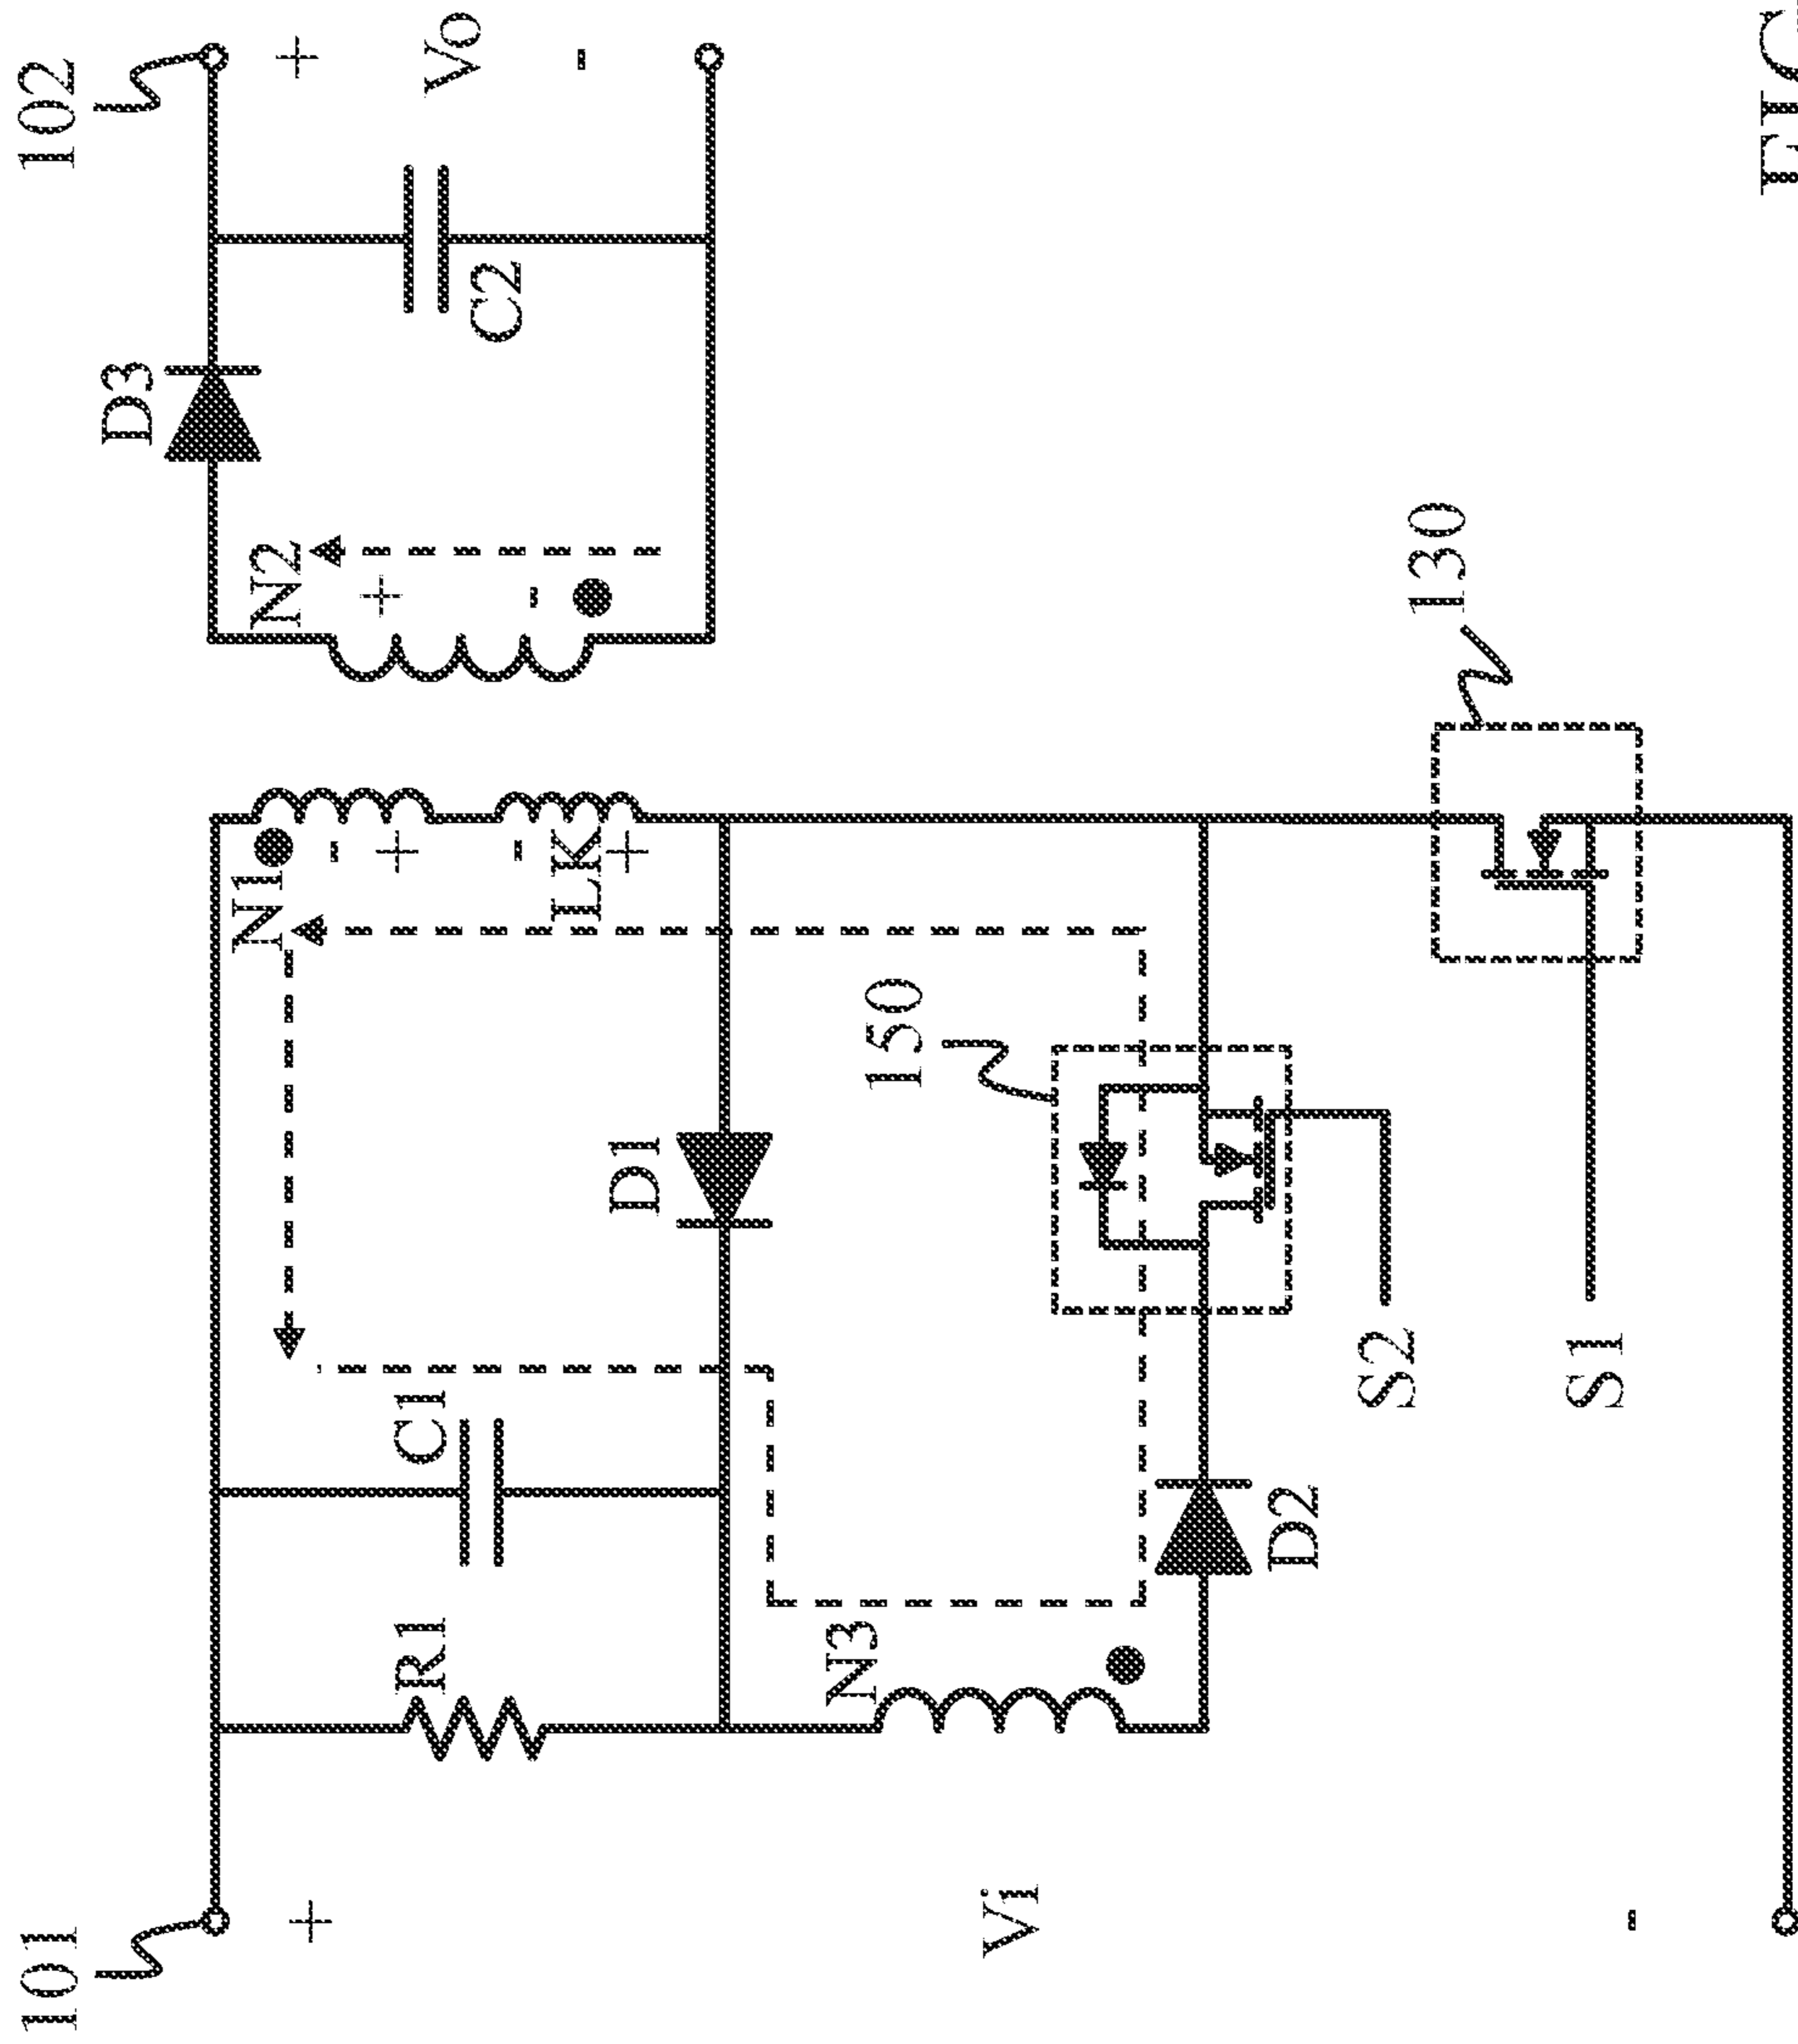 101
102
+
R1
C1
N1
-
+
-
LK
+
N2
+
-
D3
C2
+
Vo
-
D1
N3
150
130
Vi
D2
S2
S1
-